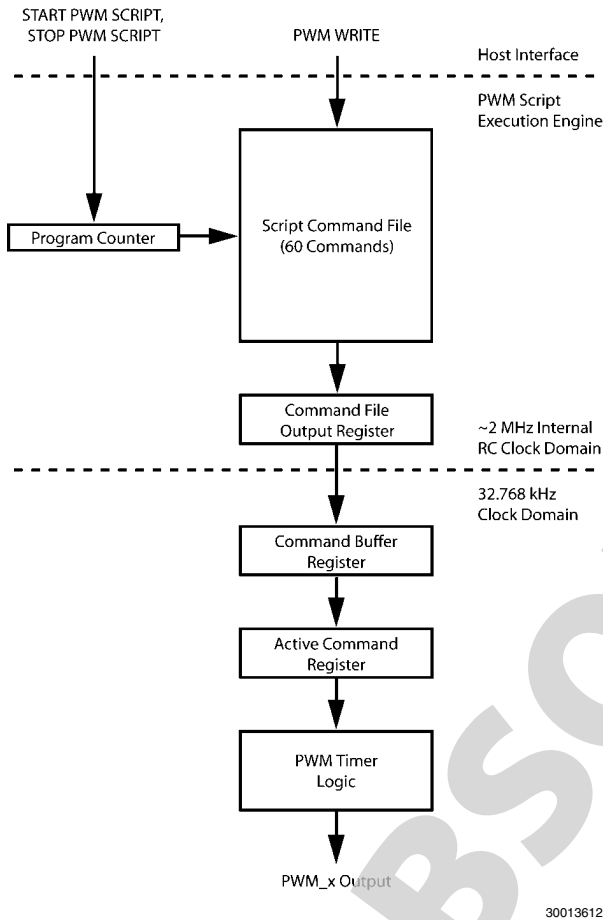 START PWM SCRIPT,
STOP PWM SCRIPT
PWM WRITE
Host Interface
PWM Script
Execution Engine
Program Counter
Script Command File
(60 Commands)
Command File
Output Register
~2 MHz Internal
RC Clock Domain
32.768 kHz
Clock Domain
Command Buffer
Register
Active Command
Register
PWM Timer
Logic
PWM_x Output
30013612